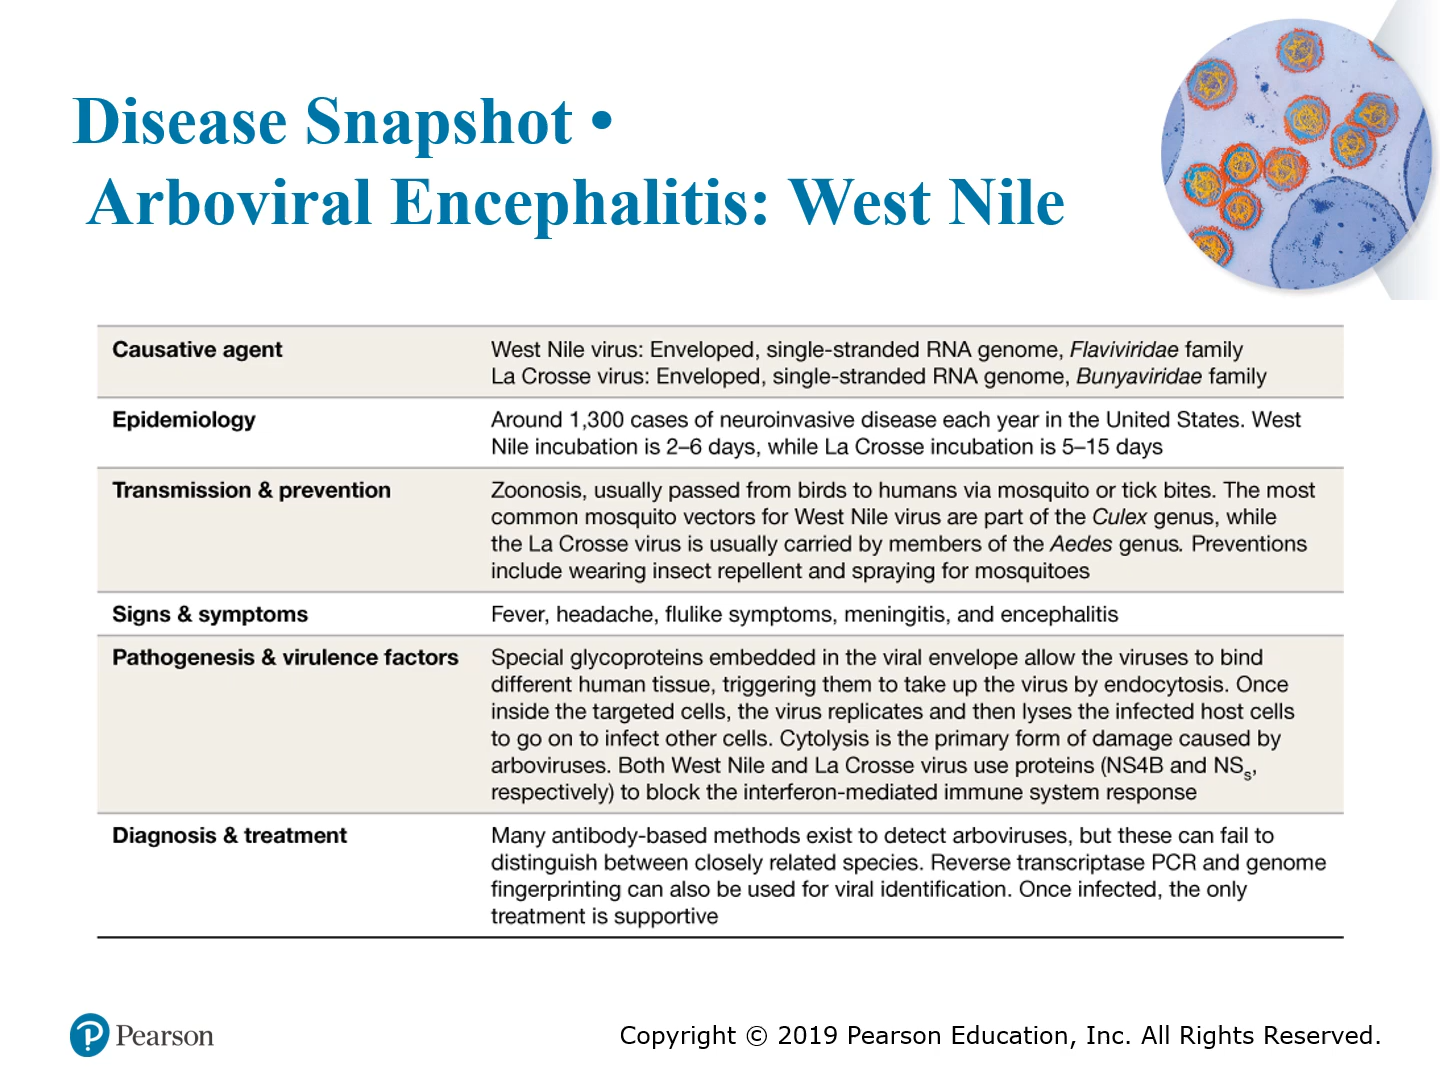 Disease Snapshot •
Arboviral Encephalitis: West Nile
Causative agent
West Nile virus: Enveloped, single-stranded RNA genome, Flaviviridae family
La Crosse virus: Enveloped, single-stranded RNA genome, Bunyaviridae family
Epidemiology
Around 1,300 cases of neuroinvasive disease each year in the United States. West
Nile incubation is 2–6 days, while La Crosse incubation is 5–15 days
Transmission & prevention
Zoonosis, usually passed from birds to humans via mosquito or tick bites. The most
common mosquito vectors for West Nile virus are part of the Culex genus, while
the La Crosse virus is usually carried by members of the Aedes genus. Preventions
include wearing insect repellent and spraying for mosquitoes
Signs & symptoms
Fever, headache, flulike symptoms, meningitis, and encephalitis
Pathogenesis & virulence factors
Special glycoproteins embedded in the viral envelope allow the viruses to bind
different human tissue, triggering them to take up the virus by endocytosis. Once
inside the targeted cells, the virus replicates and then lyses the infected host cells
to go on to infect other cells. Cytolysis is the primary form of damage caused by
arboviruses. Both West Nile and La Crosse virus use proteins (NS4B and NSs,
respectively) to block the interferon-mediated immune system response
Diagnosis & treatment
Many antibody-based methods exist to detect arboviruses, but these can fail to
distinguish between closely related species. Reverse transcriptase PCR and genome
fingerprinting can also be used for viral identification. Once infected, the only
treatment is supportive
Pearson
Copyright © 2019 Pearson Education, Inc. All Rights Reserved.